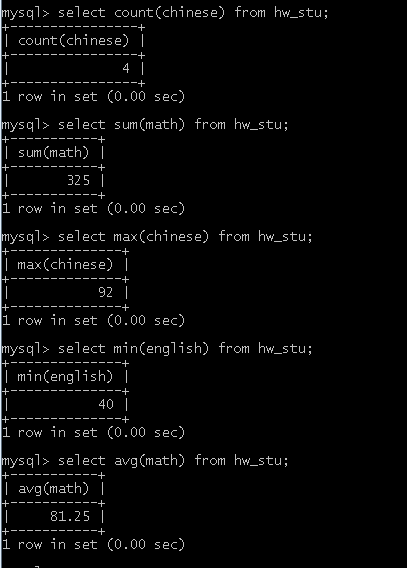 mysql> select count(chinese) from hw_stu;
+----------------+
| count(chinese) |
+----------------+
|              4 |
+----------------+
1 row in set (0.00 sec)
mysql> select sum(math) from hw_stu;
+-----------+
| sum(math) |
+-----------+
|       325 |
+-----------+
1 row in set (0.00 sec)
mysql> select max(chinese) from hw_stu;
+--------------+
| max(chinese) |
+--------------+
|           92 |
+--------------+
1 row in set (0.00 sec)
mysql> select min(english) from hw_stu;
+--------------+
| min(english) |
+--------------+
|           40 |
+--------------+
1 row in set (0.00 sec)
mysql> select avg(math) from hw_stu;
+-----------+
| avg(math) |
+-----------+
|     81.25 |
+-----------+
1 row in set (0.00 sec)